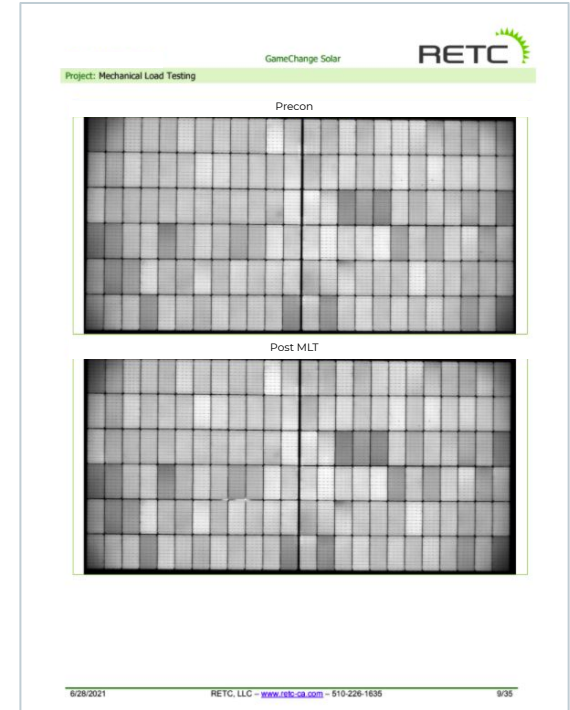 RETC
GameChange Solar
Project: Mechanical Load Testing
Precon
Post MLT
6/28/2021 RETC, LLC – www.retc-ca.com – 510-226-1635 9/35